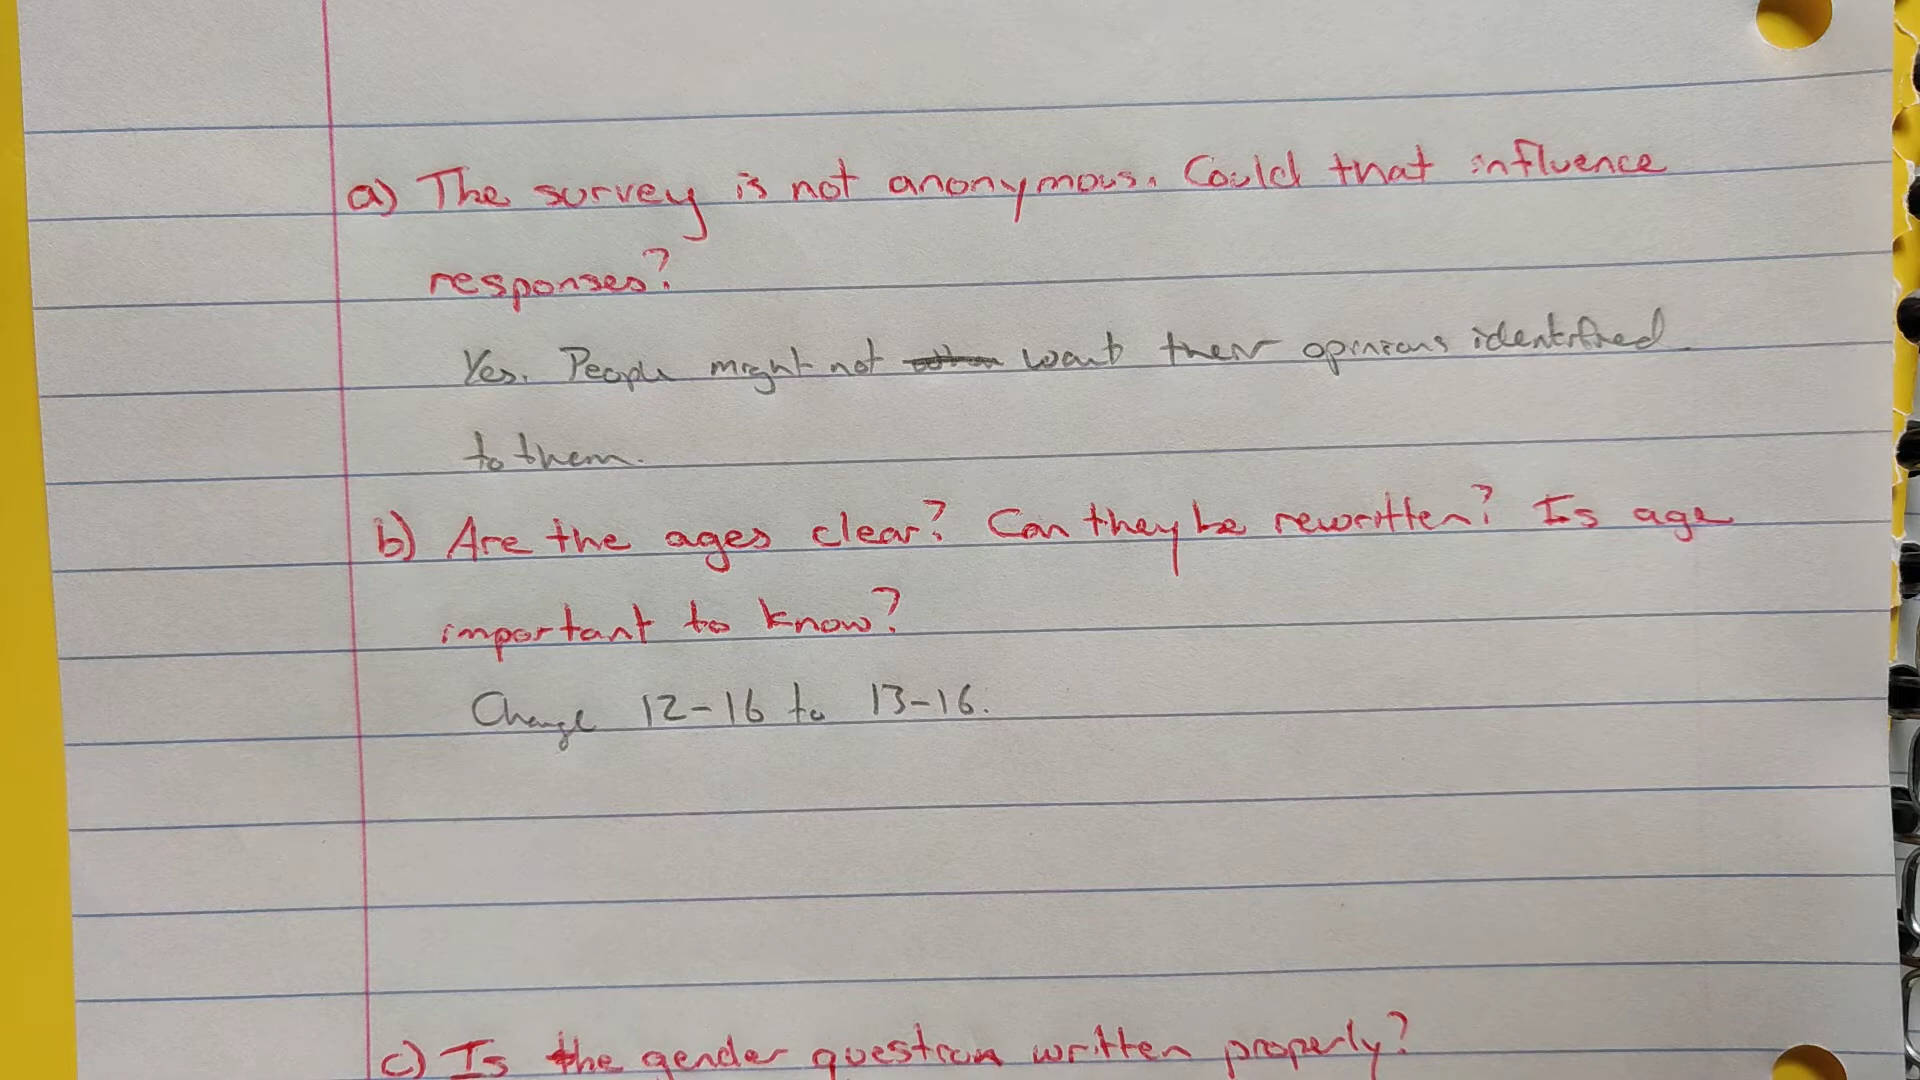 a) The survey is not anonymous. Could that influence
responses?
Yes. People might not want their opinions identified
to them.
b) Are the ages clear? Can they be rewritten? Is age
important to know?
Change 12-16 to 13-16.
c) Is the gender question written properly?